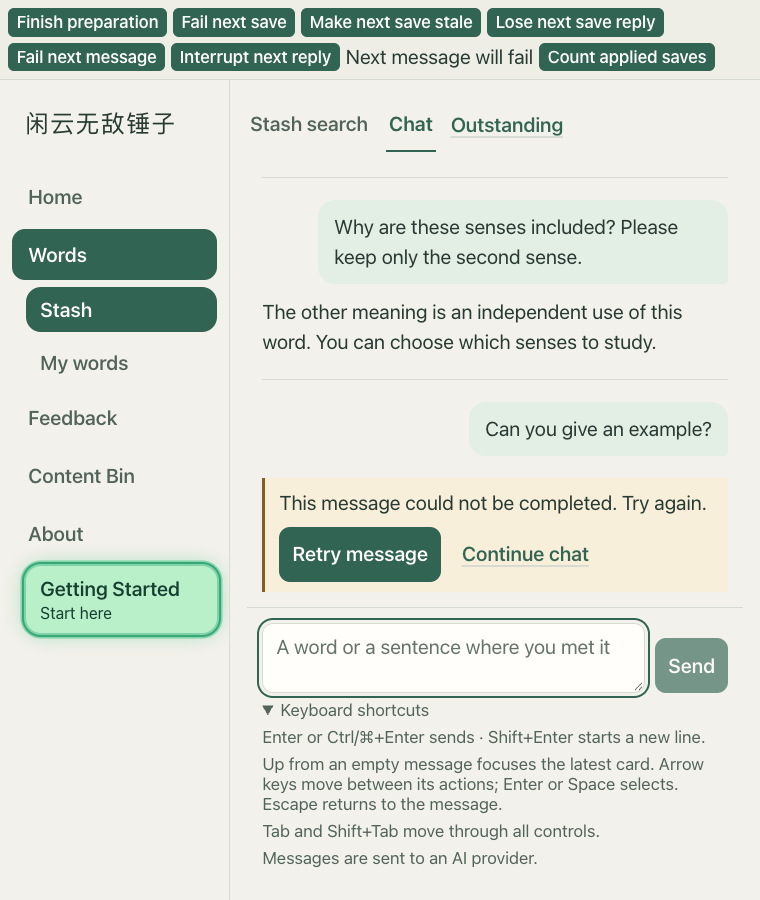 Finish preparation Fail next save Make next save stale Lose next save reply
Fail next message Interrupt next reply Next message will fail Count applied saves
闲云无敌锤子
Home
Words
Stash
My words
Feedback
Content Bin
About
Getting Started
Start here
Stash search Chat Outstanding
Why are these senses included? Please
keep only the second sense.
The other meaning is an independent use of this
word. You can choose which senses to study.
Can you give an example?
This message could not be completed. Try again.
Retry message Continue chat
A word or a sentence where you met it
Send
▼ Keyboard shortcuts
Enter or Ctrl/⌘+Enter sends · Shift+Enter starts a new line.
Up from an empty message focuses the latest card. Arrow
keys move between its actions; Enter or Space selects.
Escape returns to the message.
Tab and Shift+Tab move through all controls.
Messages are sent to an AI provider.